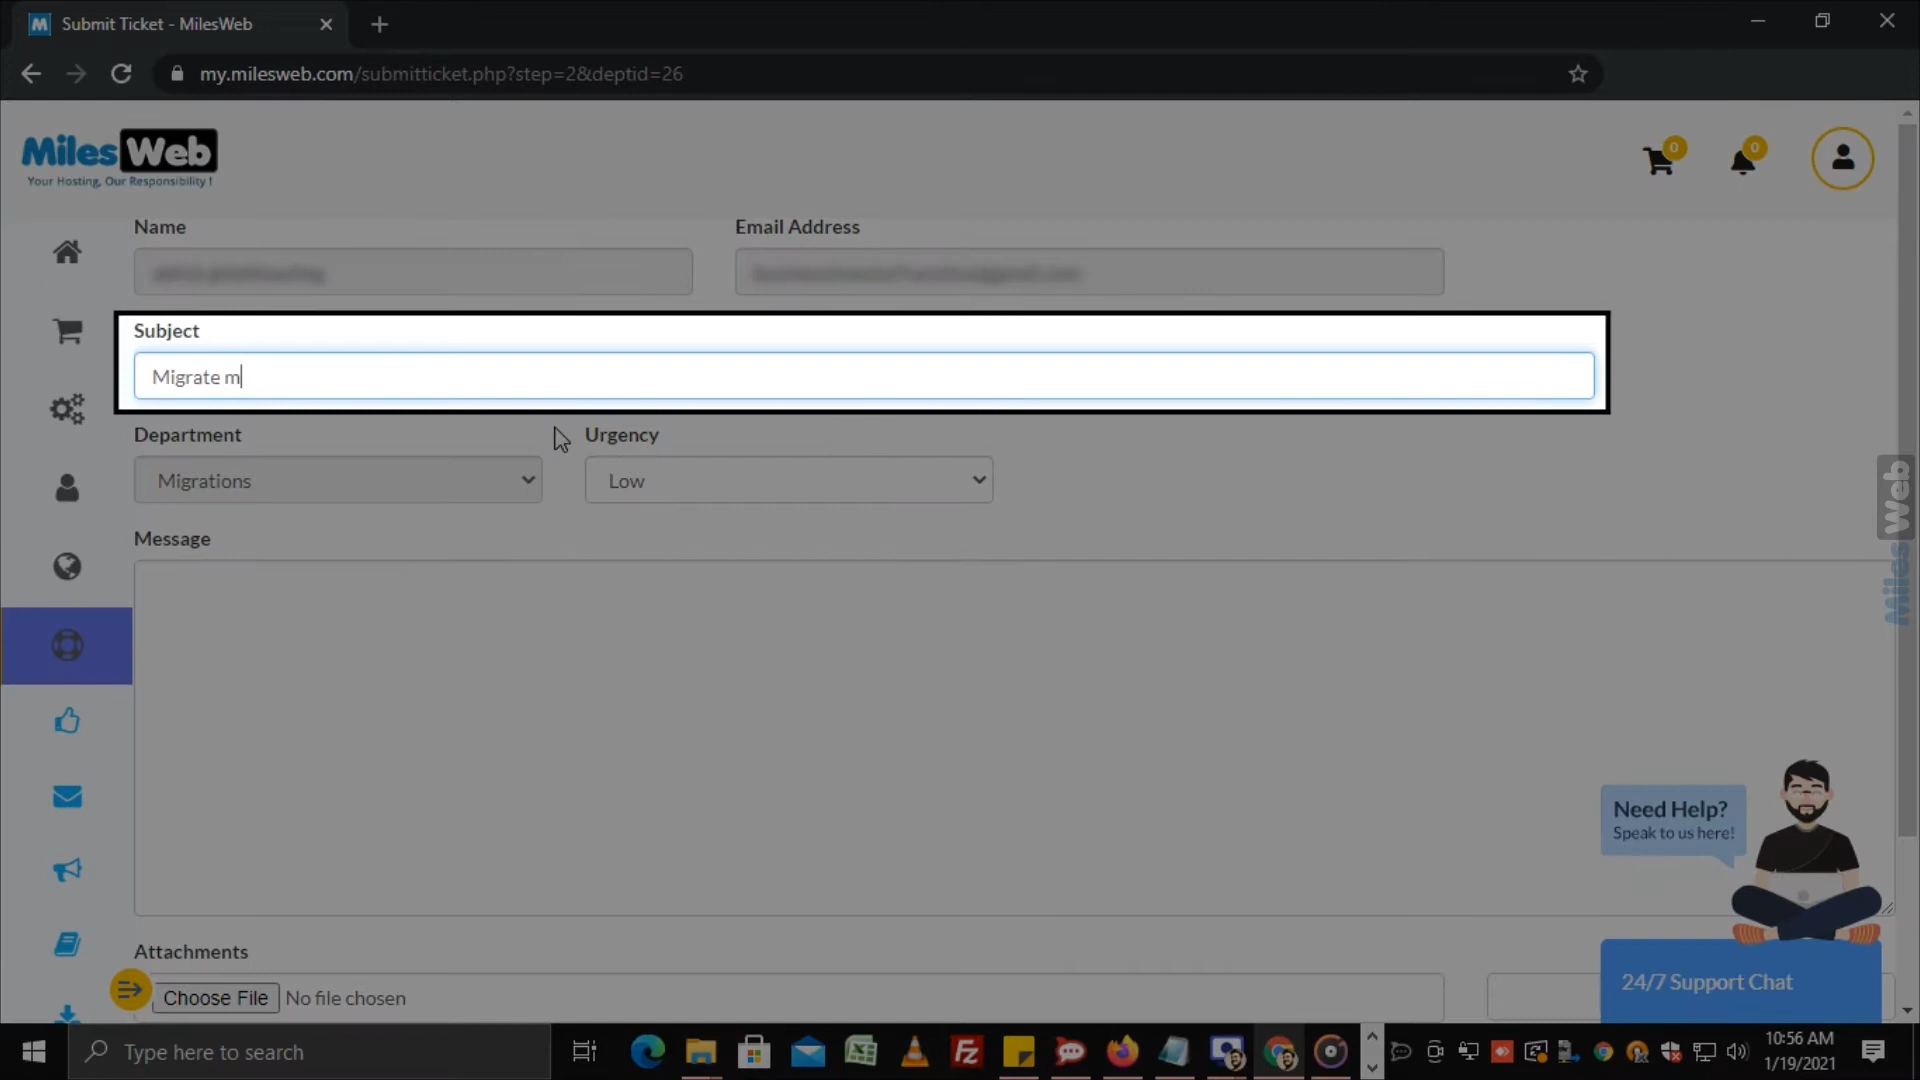 Submit Ticket - MilesWeb
my.milesweb.com/submitticket.php?step=2&deptid=26
MilesWeb
Your Hosting, Our Responsibility !
0
0
Name
Email Address
Subject
Migrate m
Department
Urgency
Migrations
Low
Message
MilesWeb
Need Help?
Speak to us here!
Attachments
Choose File No file chosen
24/7 Support Chat
Type here to search
10:56 AM
1/19/2021